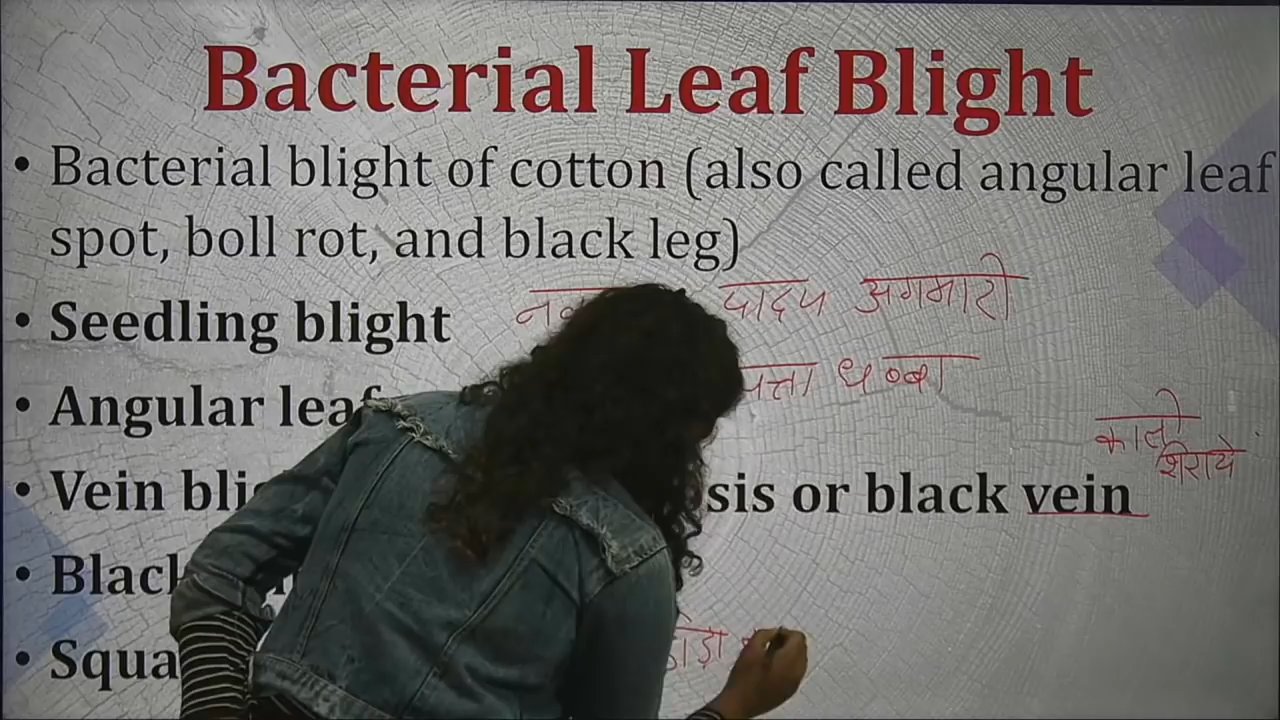 Bacterial Leaf Blight
• Bacterial blight of cotton (also called angular leaf
spot, boll rot, and black leg)
• Seedling blight पादप अंगमारी
• Angular leaf पत्ता धब्बा
काली
शिराये
• Vein sis or black vein
• Black
•